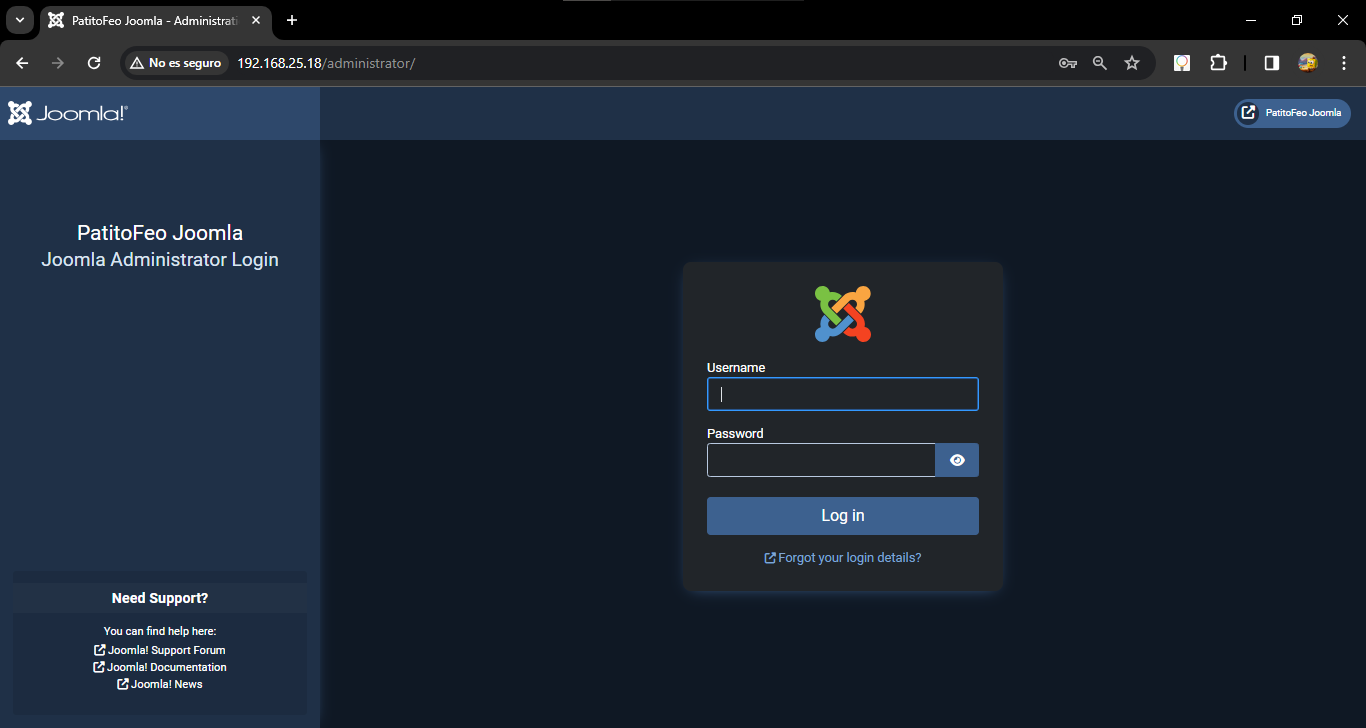 PatitoFeo Joomla - Administrati
No es seguro
192.168.25.18/administrator/
Joomla!®
PatitoFeo Joomla
PatitoFeo Joomla
Joomla Administrator Login
Username
Password
Log in
Forgot your login details?
Need Support?
You can find help here:
Joomla! Support Forum
Joomla! Documentation
Joomla! News